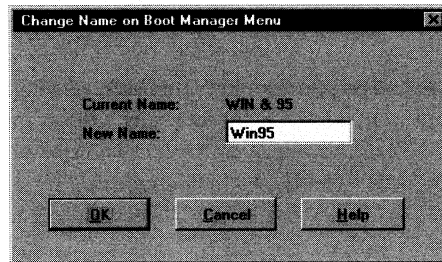 Change Name on Boot Manager Menu
Current Name: WIN & 95
New Name: Win95
OK Cancel Help